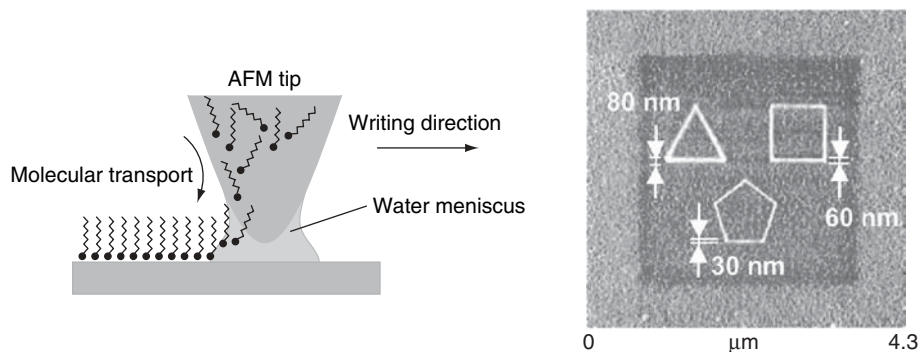 AFM tip
Writing direction
Molecular transport
Water meniscus
80 nm
60 nm
30 nm
0 μm 4.3